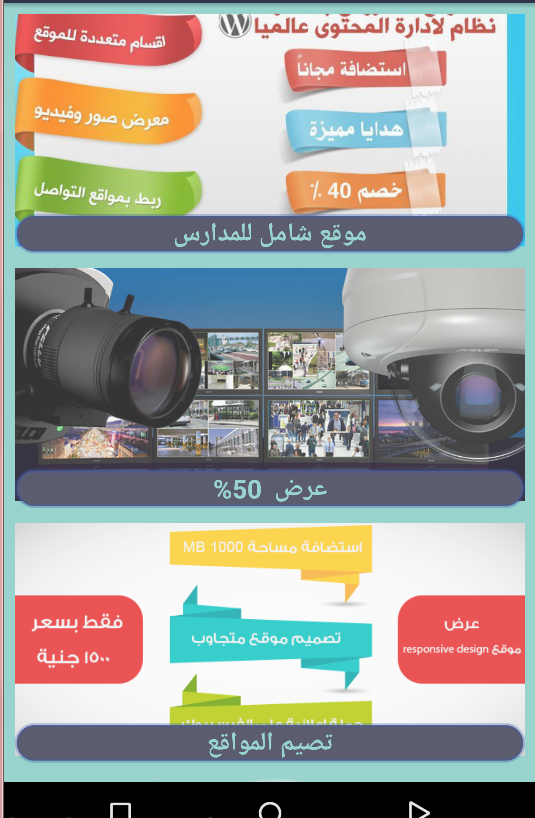 نظام لادارة المحتوى عالميا
استضافة مجاناً
هدايا مميزة
خصم 40 ٪
اقسام متعددة للموقع
معرض صور وفيديو
ربط بمواقع التواصل
موقع شامل للمدارس
عرض 50%
استضافة مساحة 1000 MB
عرض
موقع responsive design
تصميم موقع متجاوب
فقط بسعر
١٥٠٠ جنية
تصيم المواقع